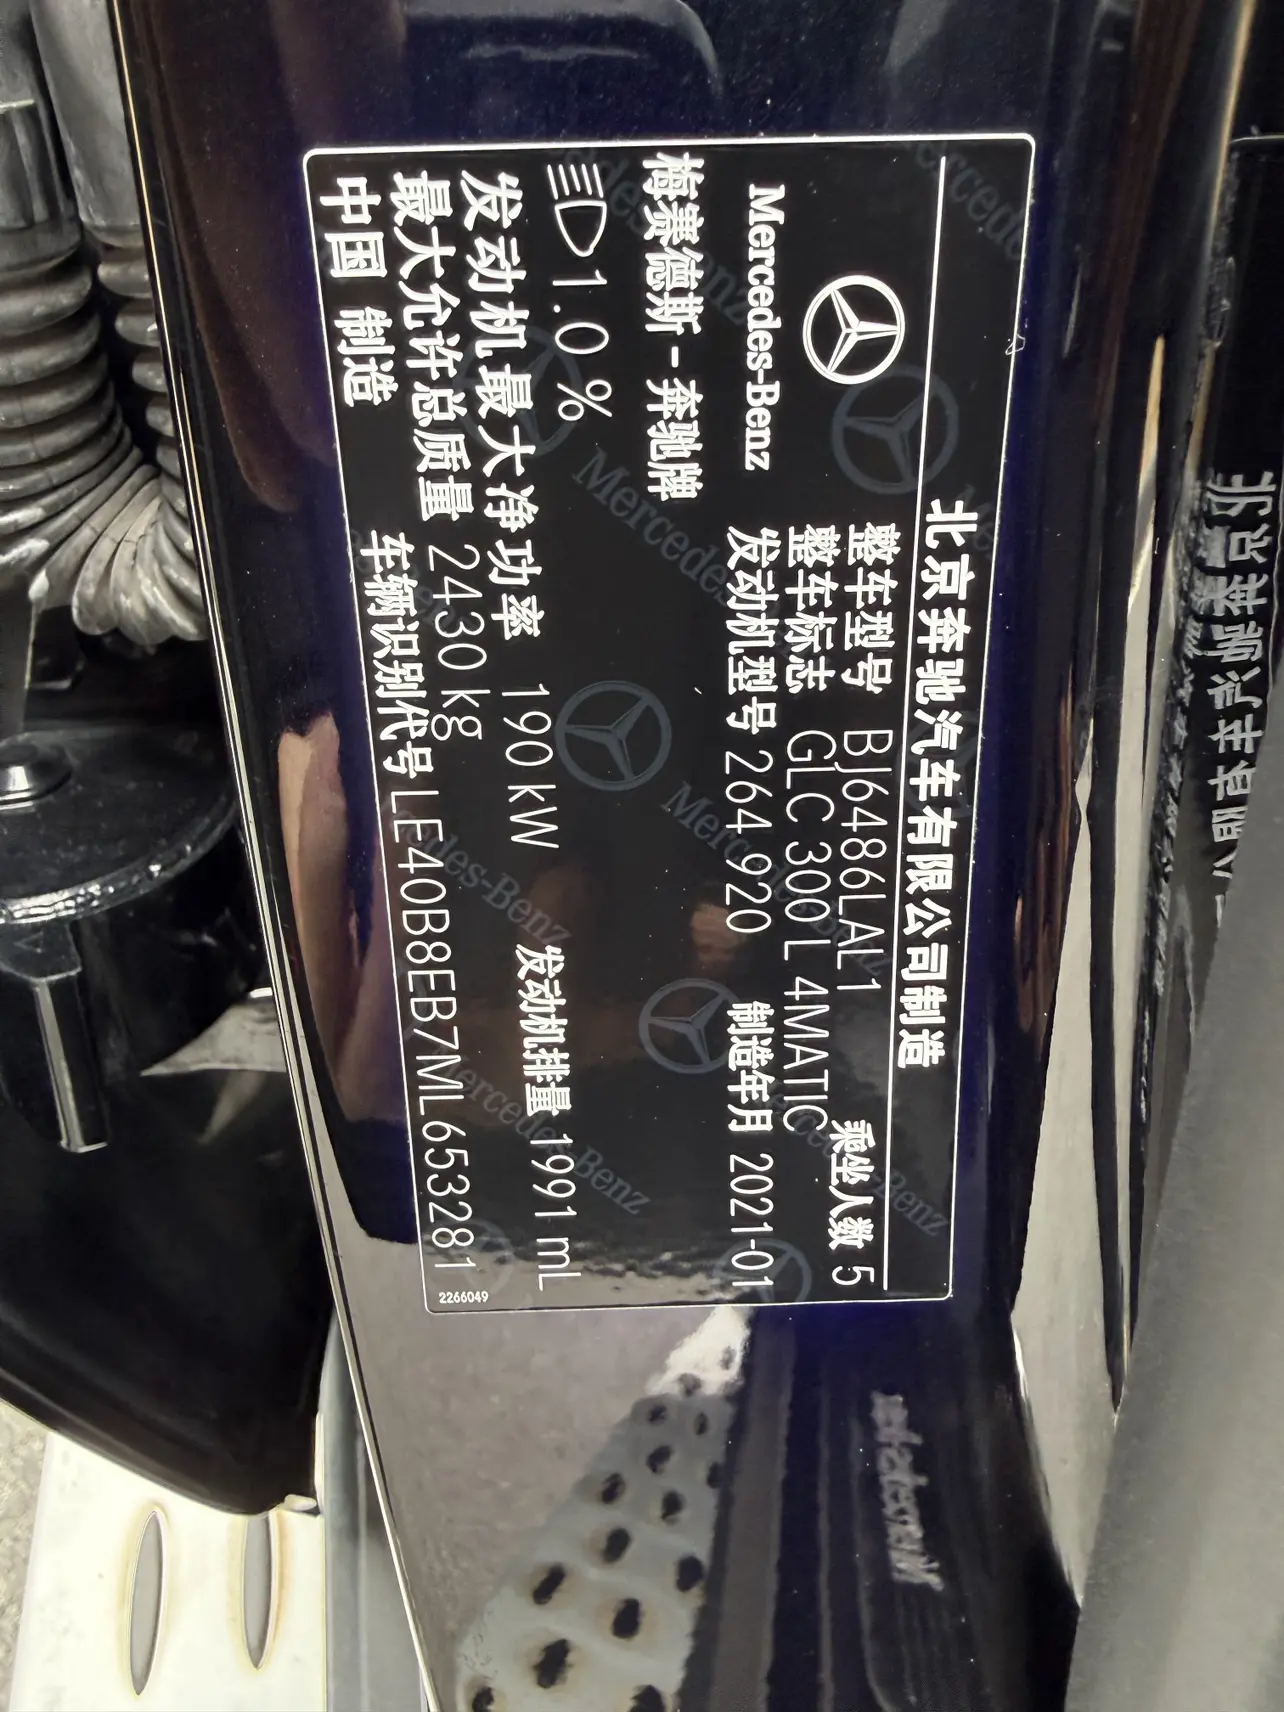 北京奔驰汽车有限公司制造
Mercedes-Benz
梅赛德斯-奔驰牌
整车型号 BJ6486LAL1 乘坐人数 5
整车标志 GLC 300 L 4MATIC
发动机型号 264 920 制造年月 2021-01
1.0 %
发动机最大净功率 190 kW 发动机排量 1991 mL
最大允许总质量 2430 kg
中国 制造 车辆识别代号 LE40B8EB7ML653281
2266049